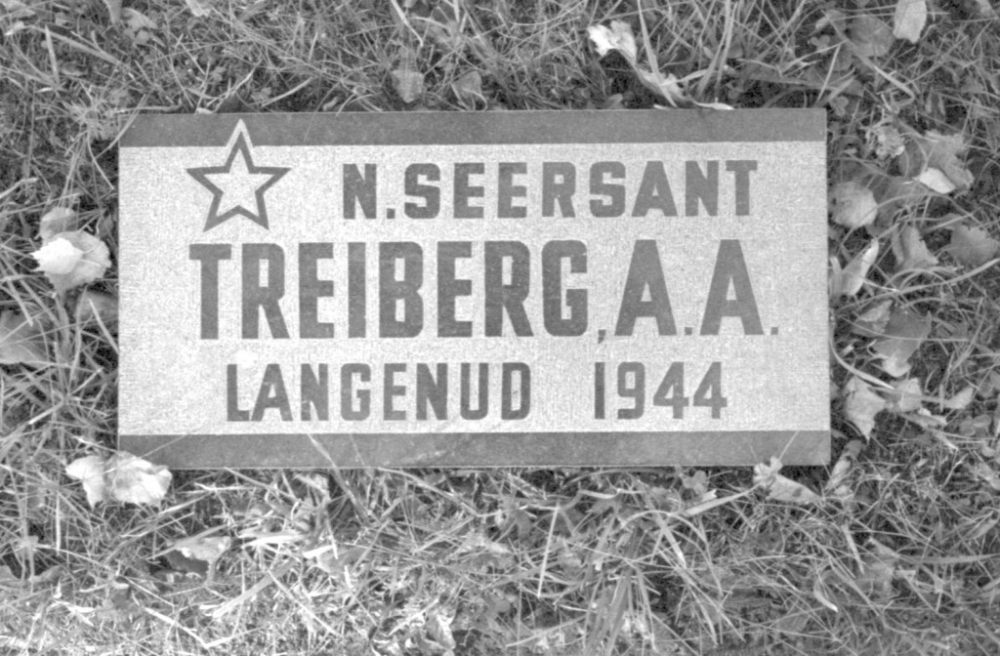 N.SEERSANT
TREIBERG, A.A.
LANGENUD 1944